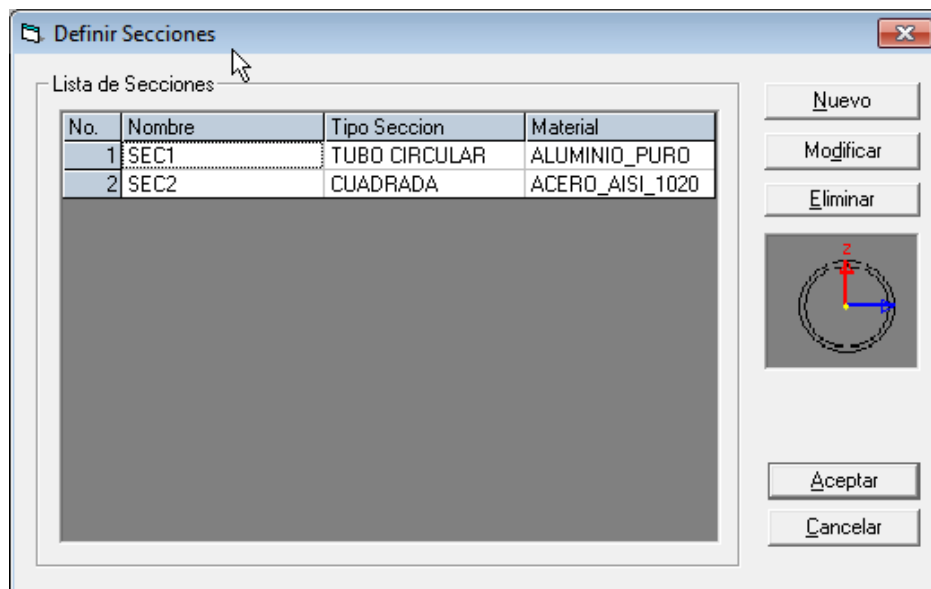 Definir Secciones
Lista de Secciones
No. Nombre Tipo Seccion Material
1 SEC1 TUBO CIRCULAR ALUMINIO_PURO
2 SEC2 CUADRADA ACERO_AISI_1020
Nuevo
Modificar
Eliminar
Z
Aceptar
Cancelar